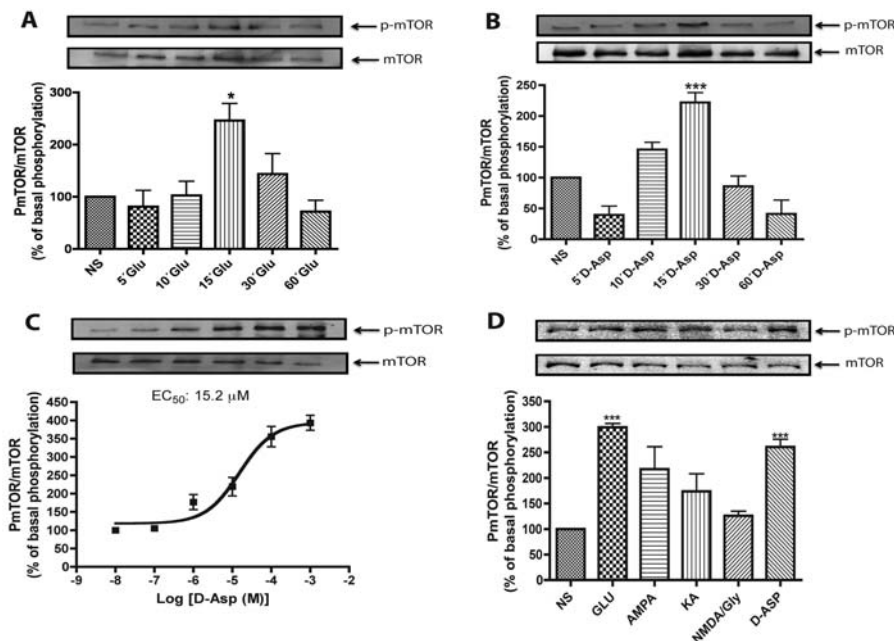 A
p-mTOR
mTOR
PmTOR/mTOR
(% of basal phosphorylation)
300
200
100
0
NS
5´Glu
10´Glu
15´Glu
30´Glu
60´Glu
*
B
p-mTOR
mTOR
PmTOR/mTOR
(% of basal phosphorylation)
250
200
150
100
50
0
NS
5´D-Asp
10´D-Asp
15´D-Asp
30´D-Asp
60´D-Asp
***
C
p-mTOR
mTOR
EC50: 15.2 μM
PmTOR/mTOR
(% of basal phosphorylation)
450
400
350
300
250
200
150
100
50
0
-9
-8
-7
-6
-5
-4
-3
-2
Log [D-Asp (M)]
D
p-mTOR
mTOR
PmTOR/mTOR
(% of basal phosphorylation)
350
300
250
200
150
100
50
0
NS
GLU
AMPA
KA
NMDA/Gly
D-ASP
***
***